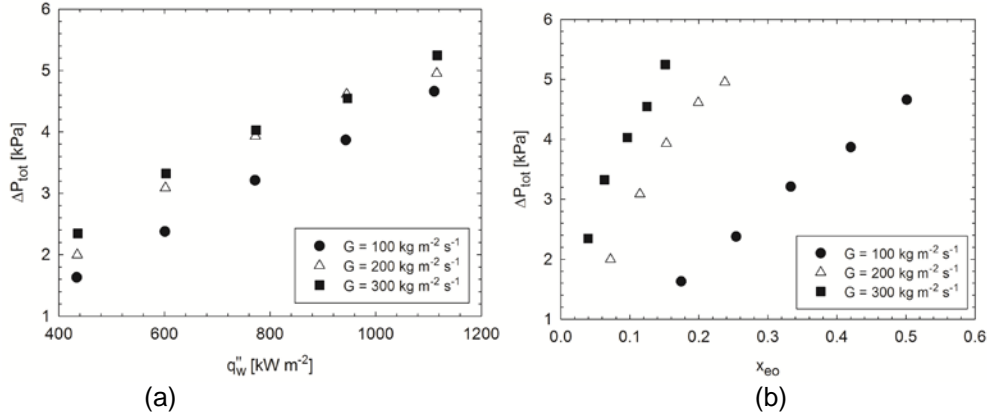 (a)
ΔP_tot [kPa]
6
5
4
3
2
1
400
600
800
1000
1200
q''_w [kW m⁻²]
G = 100 kg m⁻² s⁻¹
G = 200 kg m⁻² s⁻¹
G = 300 kg m⁻² s⁻¹
(a)
(b)
ΔP_tot [kPa]
6
5
4
3
2
1
0.0
0.1
0.2
0.3
0.4
0.5
0.6
x_eo
G = 100 kg m⁻² s⁻¹
G = 200 kg m⁻² s⁻¹
G = 300 kg m⁻² s⁻¹
(b)